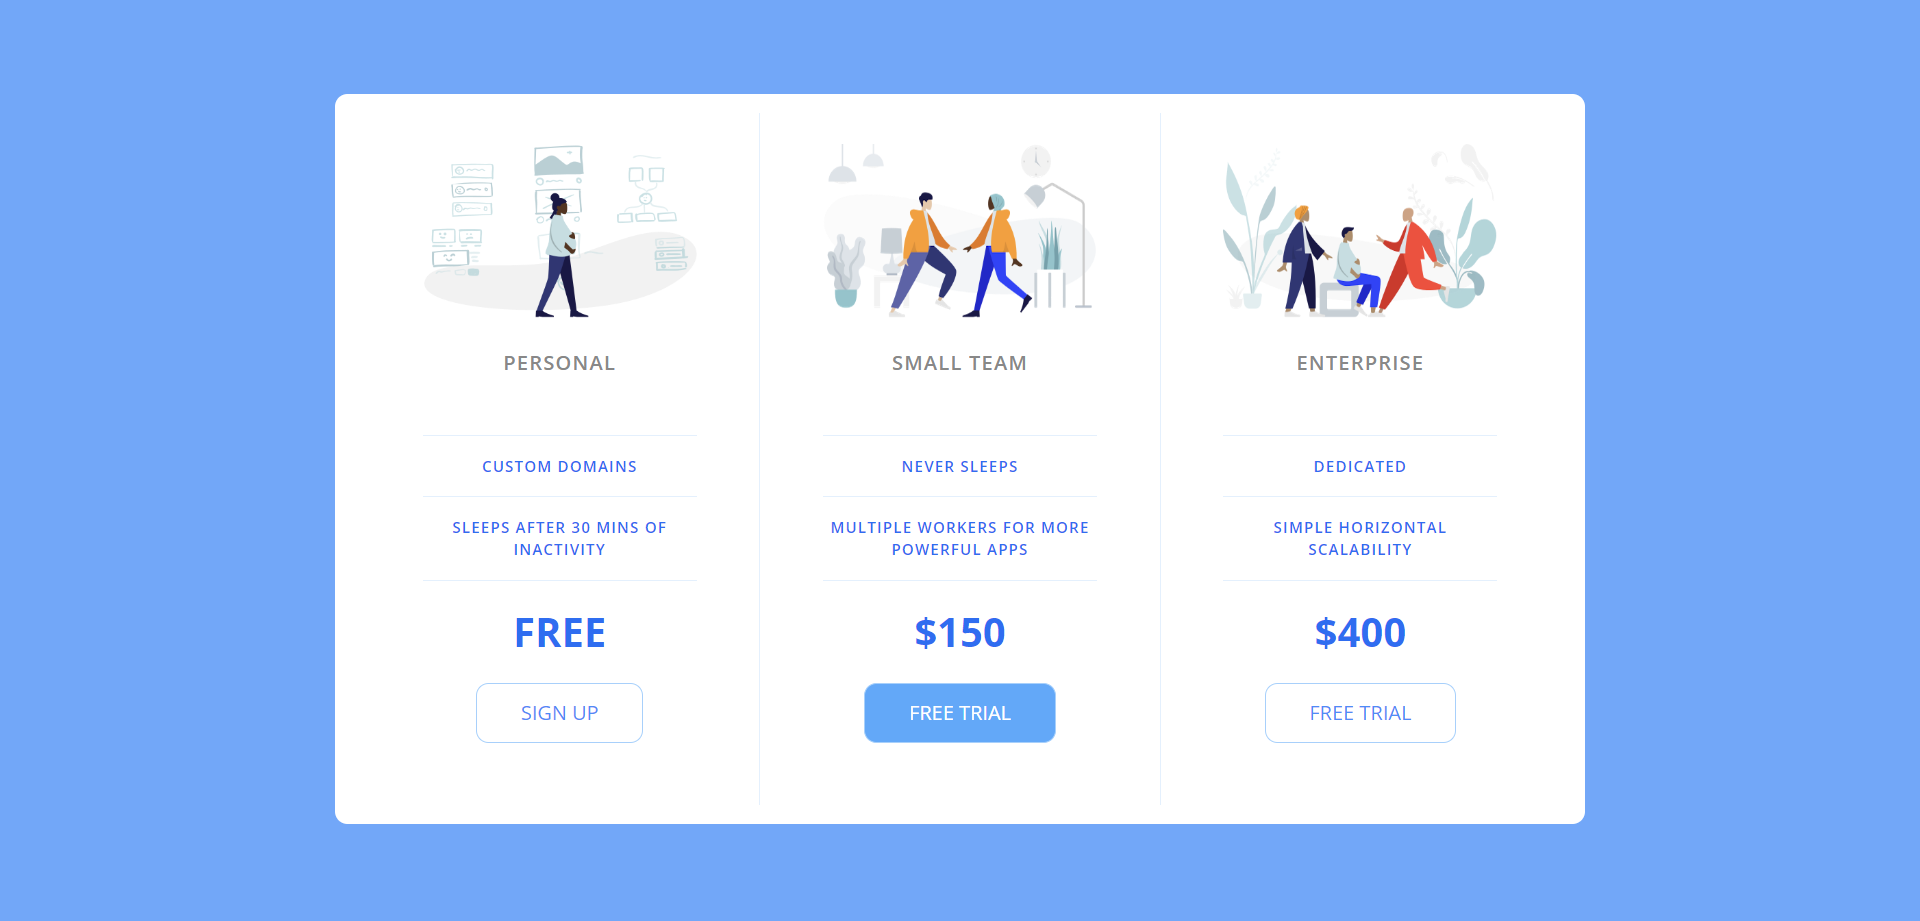 PERSONAL
CUSTOM DOMAINS
SLEEPS AFTER 30 MINS OF
INACTIVITY
FREE
SIGN UP
SMALL TEAM
NEVER SLEEPS
MULTIPLE WORKERS FOR MORE
POWERFUL APPS
$150
FREE TRIAL
ENTERPRISE
DEDICATED
SIMPLE HORIZONTAL
SCALABILITY
$400
FREE TRIAL